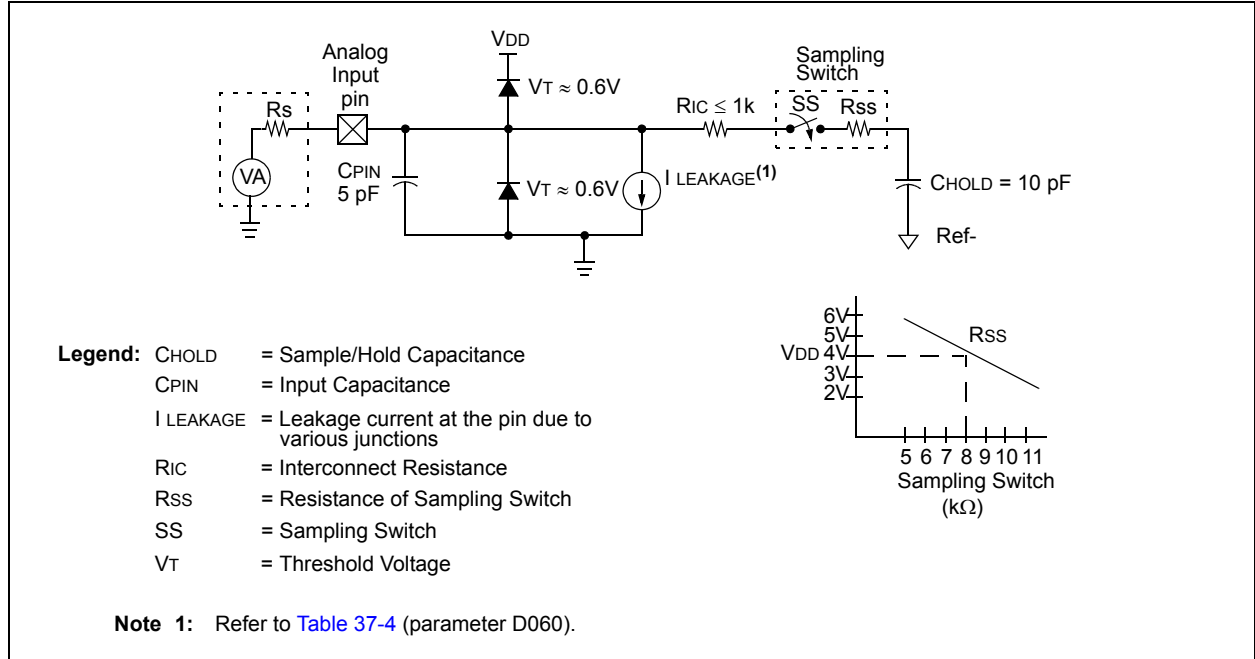 VDD
Analog
Input
pin
VT ≈ 0.6V
Sampling
Switch
Rs
RIC ≤ 1k
SS
Rss
VA
CPIN
5 pF
VT ≈ 0.6V
I LEAKAGE(1)
CHOLD = 10 pF
Ref-
6V
5V
VDD 4V
3V
2V
RSS
5 6 7 8 9 10 11
Sampling Switch
(kΩ)
Legend: CHOLD = Sample/Hold Capacitance
CPIN = Input Capacitance
I LEAKAGE = Leakage current at the pin due to
various junctions
RIC = Interconnect Resistance
RSS = Resistance of Sampling Switch
SS = Sampling Switch
VT = Threshold Voltage
Note 1: Refer to Table 37-4 (parameter D060).